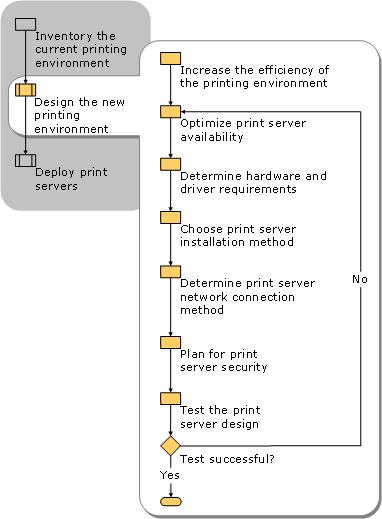 Inventory the
current printing
environment
Design the new
printing
environment
Deploy print
servers
Increase the efficiency of
the printing environment
Optimize print server
availability
Determine hardware and
driver requirements
Choose print server
installation method
Determine print server
network connection
method
No
Plan for print
server security
Test the print
server design
Test successful?
Yes